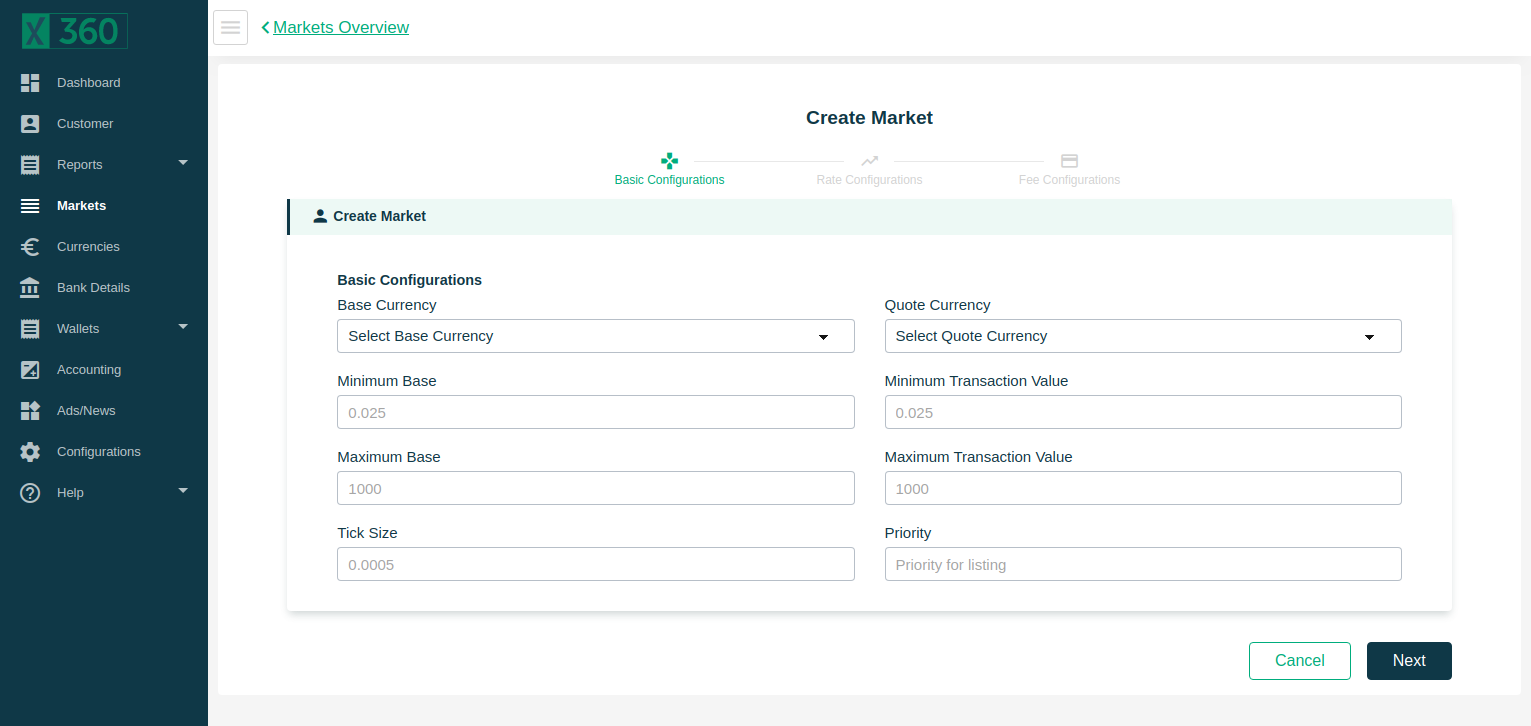 X 360
Markets Overview
Dashboard
Customer
Reports
Markets
Currencies
Bank Details
Wallets
Accounting
Ads/News
Configurations
Help
Create Market
Basic Configurations
Rate Configurations
Fee Configurations
Create Market
Basic Configurations
Base Currency
Quote Currency
Select Base Currency
Select Quote Currency
Minimum Base
Minimum Transaction Value
0.025
0.025
Maximum Base
Maximum Transaction Value
1000
1000
Tick Size
Priority
0.0005
Priority for listing
Cancel
Next